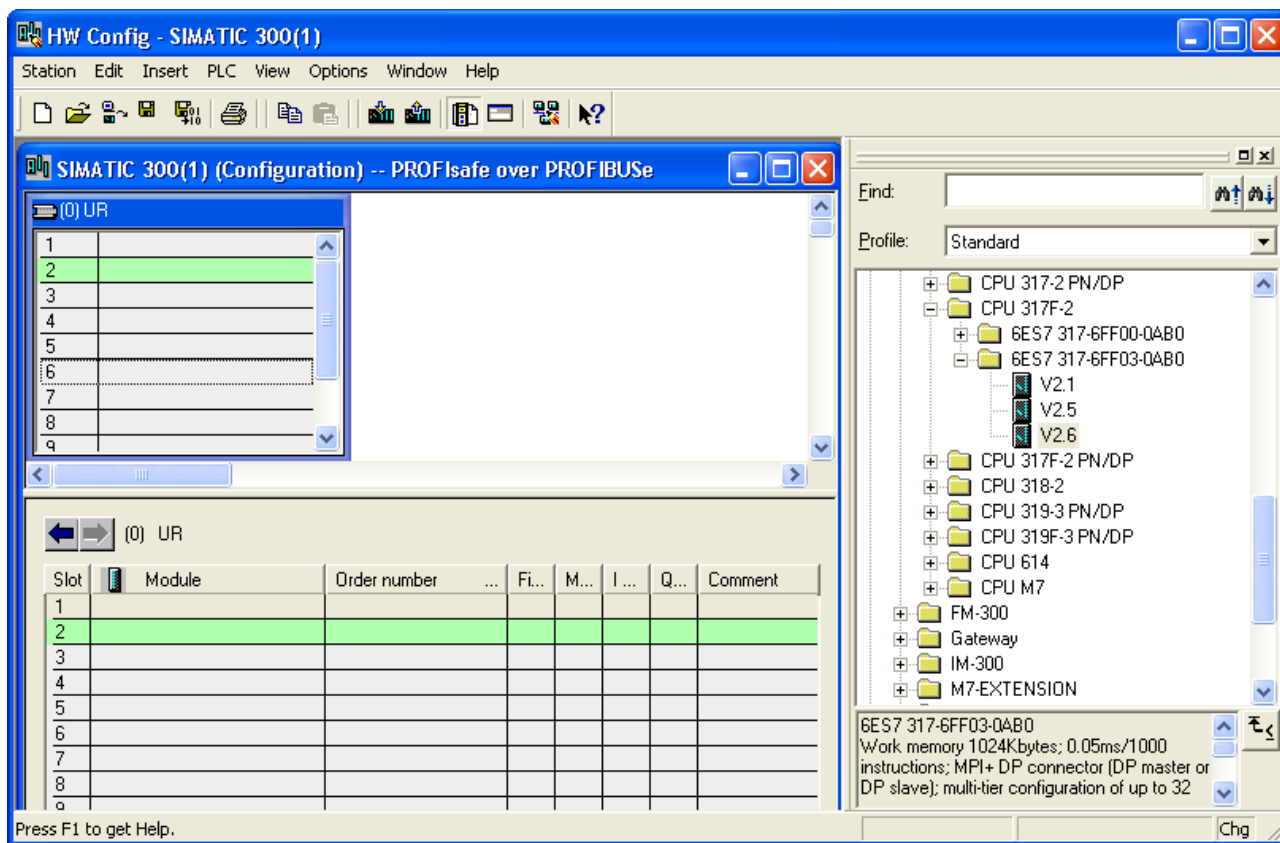 HW Config - SIMATIC 300(1)
Station Edit Insert PLC View Options Window Help
SIMATIC 300(1) (Configuration) -- PROFIsafe over PROFIBUSe
(0) UR
1
2
3
4
5
6
7
8
9
(0) UR
Slot Module Order number ... Fi... M... I ... Q... Comment
1
2
3
4
5
6
7
8
9
Find:
Profile: Standard
CPU 317-2 PN/DP
CPU 317F-2
6ES7 317-6FF00-0AB0
6ES7 317-6FF03-0AB0
V2.1
V2.5
V2.6
CPU 317F-2 PN/DP
CPU 318-2
CPU 319-3 PN/DP
CPU 319F-3 PN/DP
CPU 614
CPU M7
FM-300
Gateway
IM-300
M7-EXTENSION
6ES7 317-6FF03-0AB0
Work memory 1024Kbytes; 0.05ms/1000
instructions; MPI+ DP connector (DP master or
DP slave); multi-tier configuration of up to 32
Press F1 to get Help.
Chg